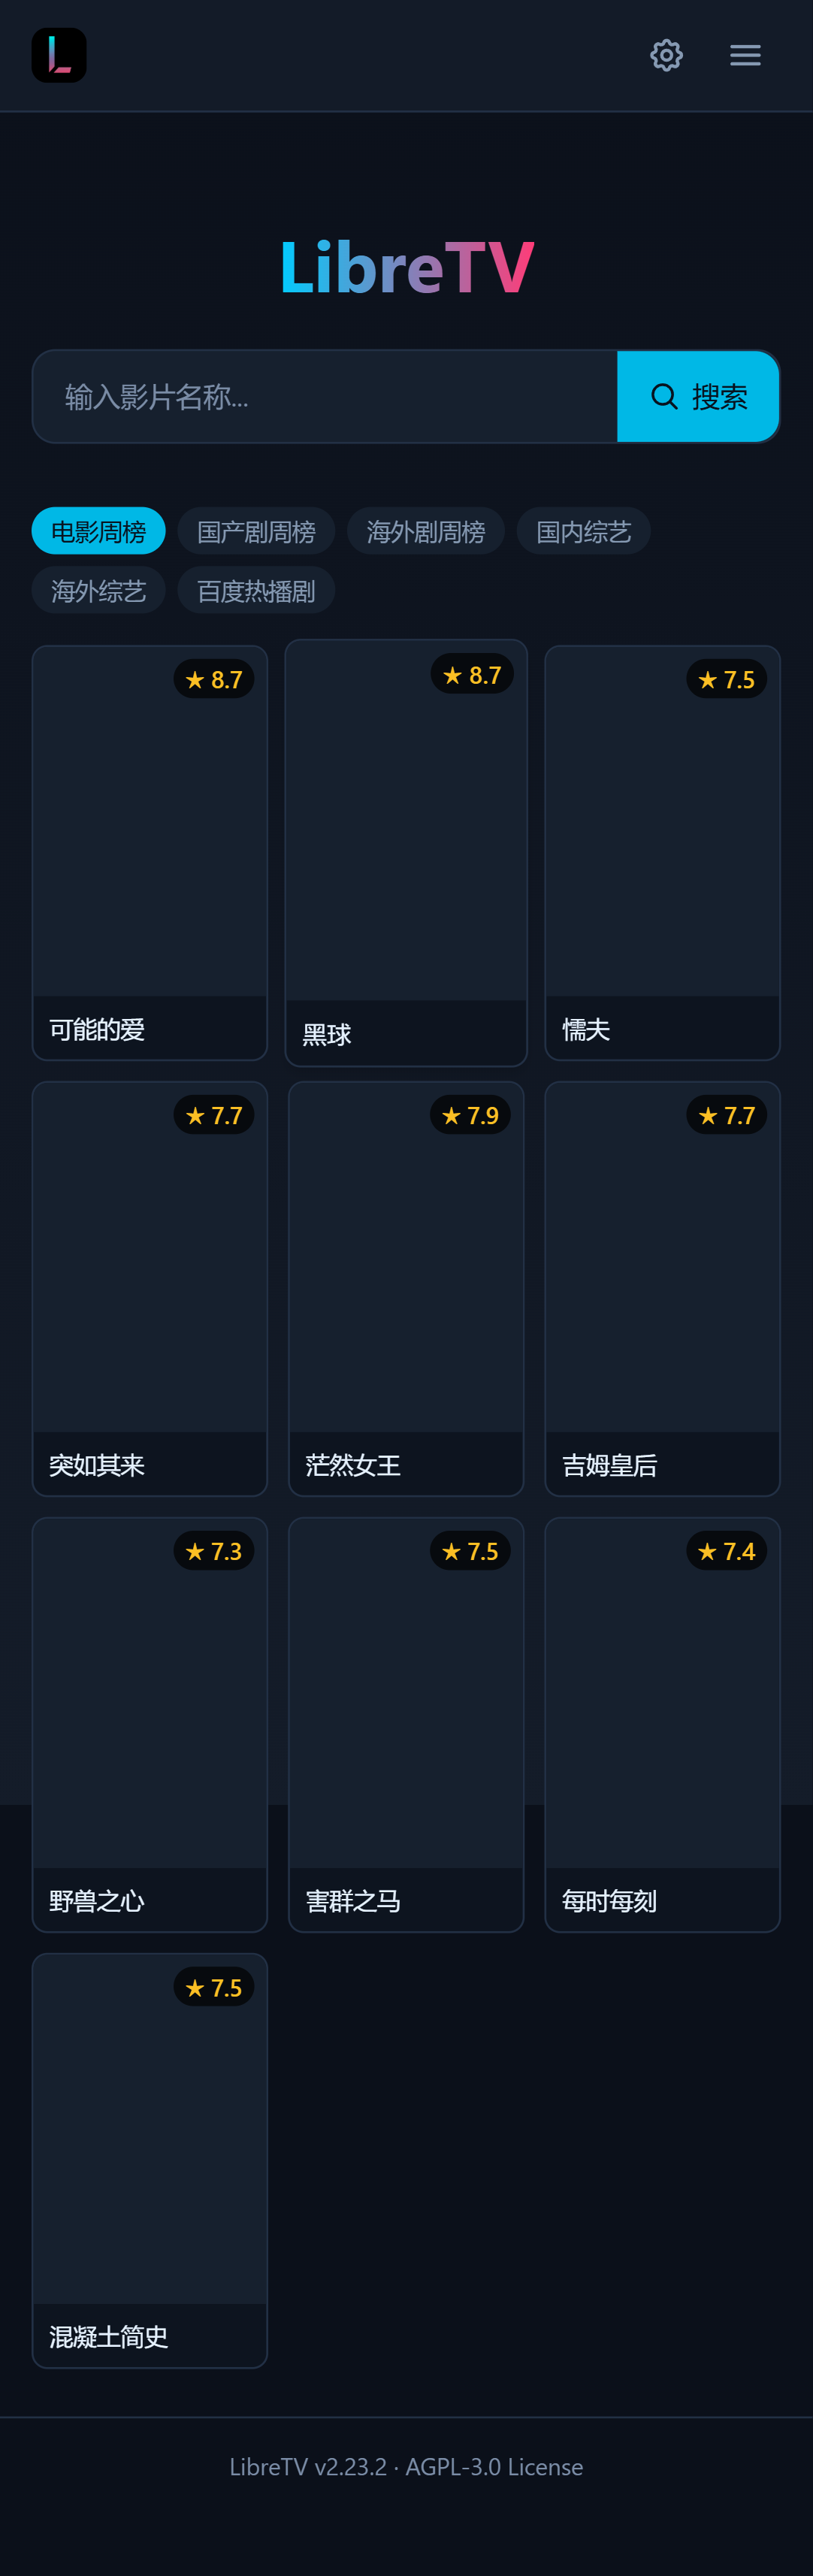 LibreTV
输入影片名称...
搜索
电影周榜 国产剧周榜 海外剧周榜 国内综艺
海外综艺 百度热播剧
★ 8.7 ★ 8.7 ★ 7.5
可能的爱 黑球 懦夫
★ 7.7 ★ 7.9 ★ 7.7
突如其来 茫然女王 吉姆皇后
★ 7.3 ★ 7.5 ★ 7.4
野兽之心 害群之马 每时每刻
★ 7.5
混凝土简史
LibreTV v2.23.2 · AGPL-3.0 License